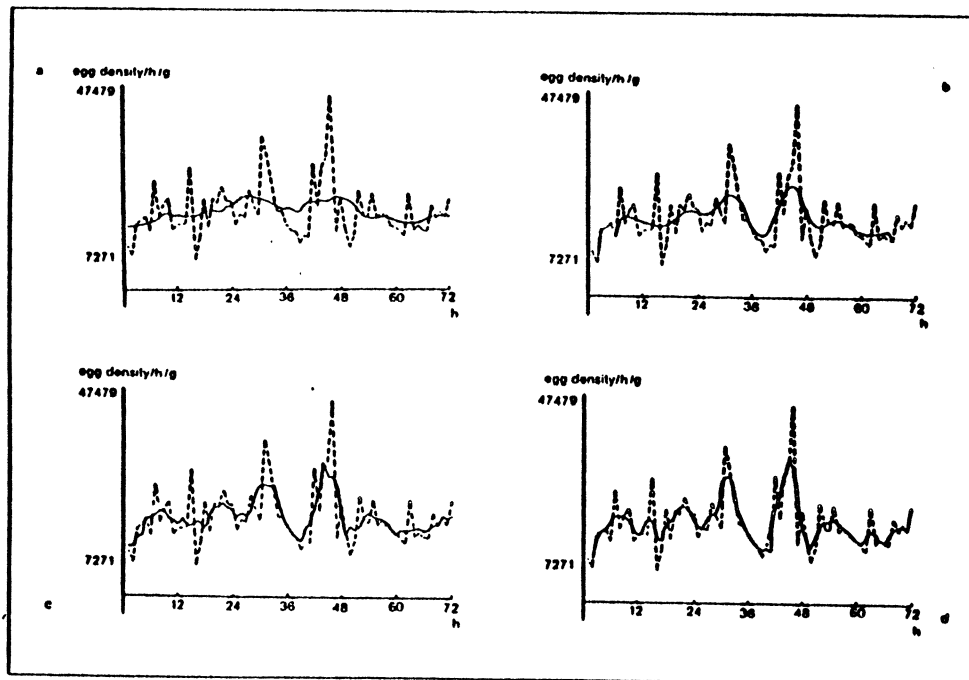 a
egg density/h/g
47479
7271
12 24 36 48 60 72
h
b
egg density/h/g
47479
7271
12 24 36 48 60 72
h
c
egg density/h/g
47479
7271
12 24 36 48 60 72
h
d
egg density/h/g
47479
7271
12 24 36 48 60 72
h